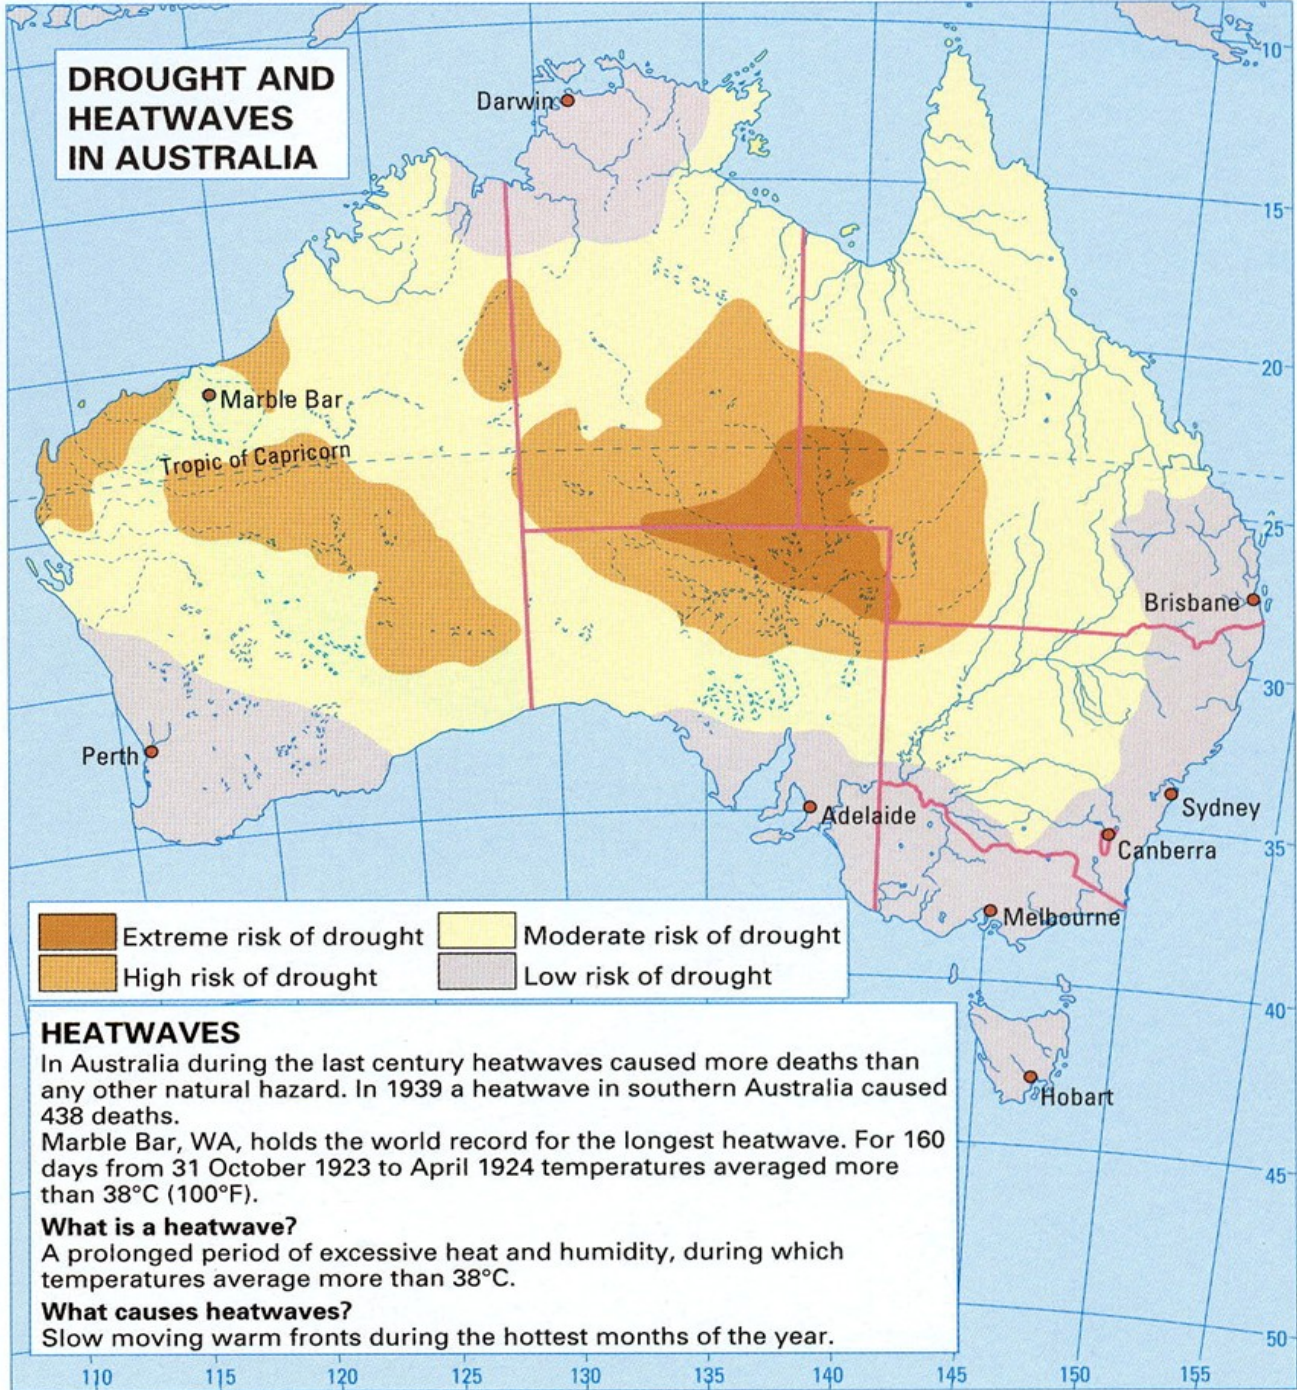 DROUGHT AND
HEATWAVES
IN AUSTRALIA
Darwin
10
15
20
Marble Bar
Tropic of Capricorn
25
Brisbane
30
Perth
Sydney
Adelaide
35
Canberra
Melbourne
Extreme risk of drought
Moderate risk of drought
High risk of drought
Low risk of drought
40
HEATWAVES
In Australia during the last century heatwaves caused more deaths than
any other natural hazard. In 1939 a heatwave in southern Australia caused
438 deaths.
Marble Bar, WA, holds the world record for the longest heatwave. For 160
days from 31 October 1923 to April 1924 temperatures averaged more
than 38°C (100°F).
What is a heatwave?
A prolonged period of excessive heat and humidity, during which
temperatures average more than 38°C.
What causes heatwaves?
Slow moving warm fronts during the hottest months of the year.
Hobart
45
50
110 115 120 125 130 135 140 145 150 155